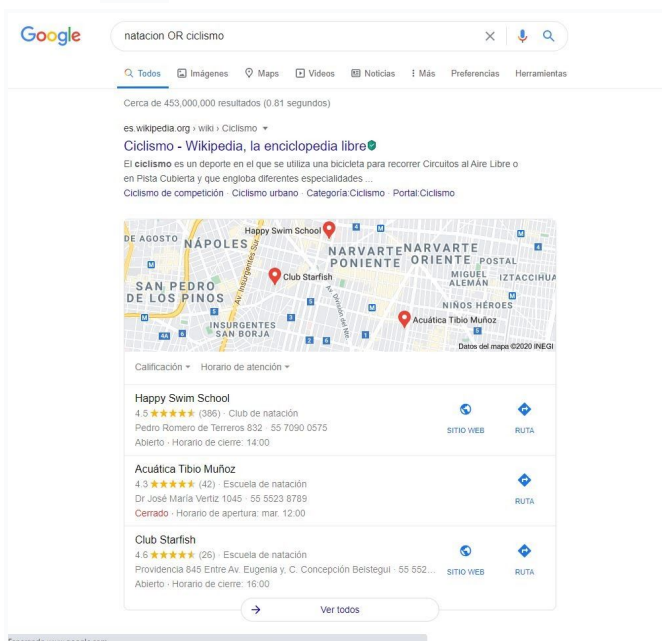 Google
natacion OR ciclismo
Todos Imágenes Maps Videos Noticias Más Preferencias Herramientas
Cerca de 453,000,000 resultados (0.81 segundos)
es.wikipedia.org › wiki › Ciclismo
Ciclismo - Wikipedia, la enciclopedia libre
El ciclismo es un deporte en el que se utiliza una bicicleta para recorrer Circuitos al Aire Libre o
en Pista Cubierta y que engloba diferentes especialidades ...
Ciclismo de competición · Ciclismo urbano · Categoría:Ciclismo · Portal:Ciclismo
DE AGOSTO
NÁPOLES
Happy Swim School
NARVARTE
PONIENTE
NARVARTE
ORIENTE
POSTAL
Club Starfish
MIGUEL
ALEMÁN
IZTACCIHUA
SAN PEDRO
DE LOS PINOS
Av. Insurgentes Sur
Av. División del Nte.
NIÑOS HÉROES
INSURGENTES
SAN BORJA
Acuática Tibio Muñoz
Datos del mapa ©2020 INEGI
Calificación Horario de atención
Happy Swim School
4.5 (386) · Club de natación
Pedro Romero de Terreros 832 · 55 7090 0575
Abierto · Horario de cierre: 14:00
SITIO WEB RUTA
Acuática Tibio Muñoz
4.3 (42) · Escuela de natación
Dr José María Vertiz 1045 · 55 5523 8789
Cerrado · Horario de apertura: mar. 12:00
RUTA
Club Starfish
4.6 (26) · Escuela de natación
Providencia 845 Entre Av. Eugenia y, C. Concepción Beistegui · 55 552...
Abierto · Horario de cierre: 16:00
SITIO WEB RUTA
Ver todos